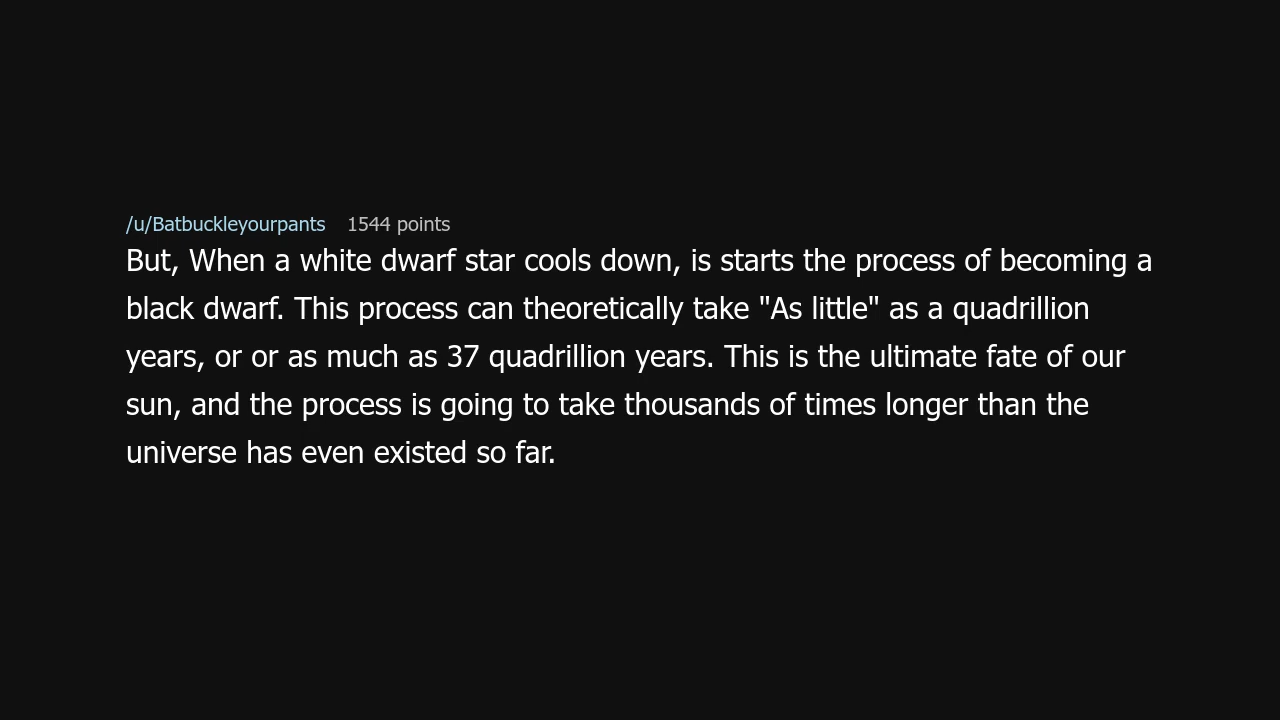 /u/Batbuckleyourpants 1544 points
But, When a white dwarf star cools down, is starts the process of becoming a
black dwarf. This process can theoretically take "As little" as a quadrillion
years, or or as much as 37 quadrillion years. This is the ultimate fate of our
sun, and the process is going to take thousands of times longer than the
universe has even existed so far.